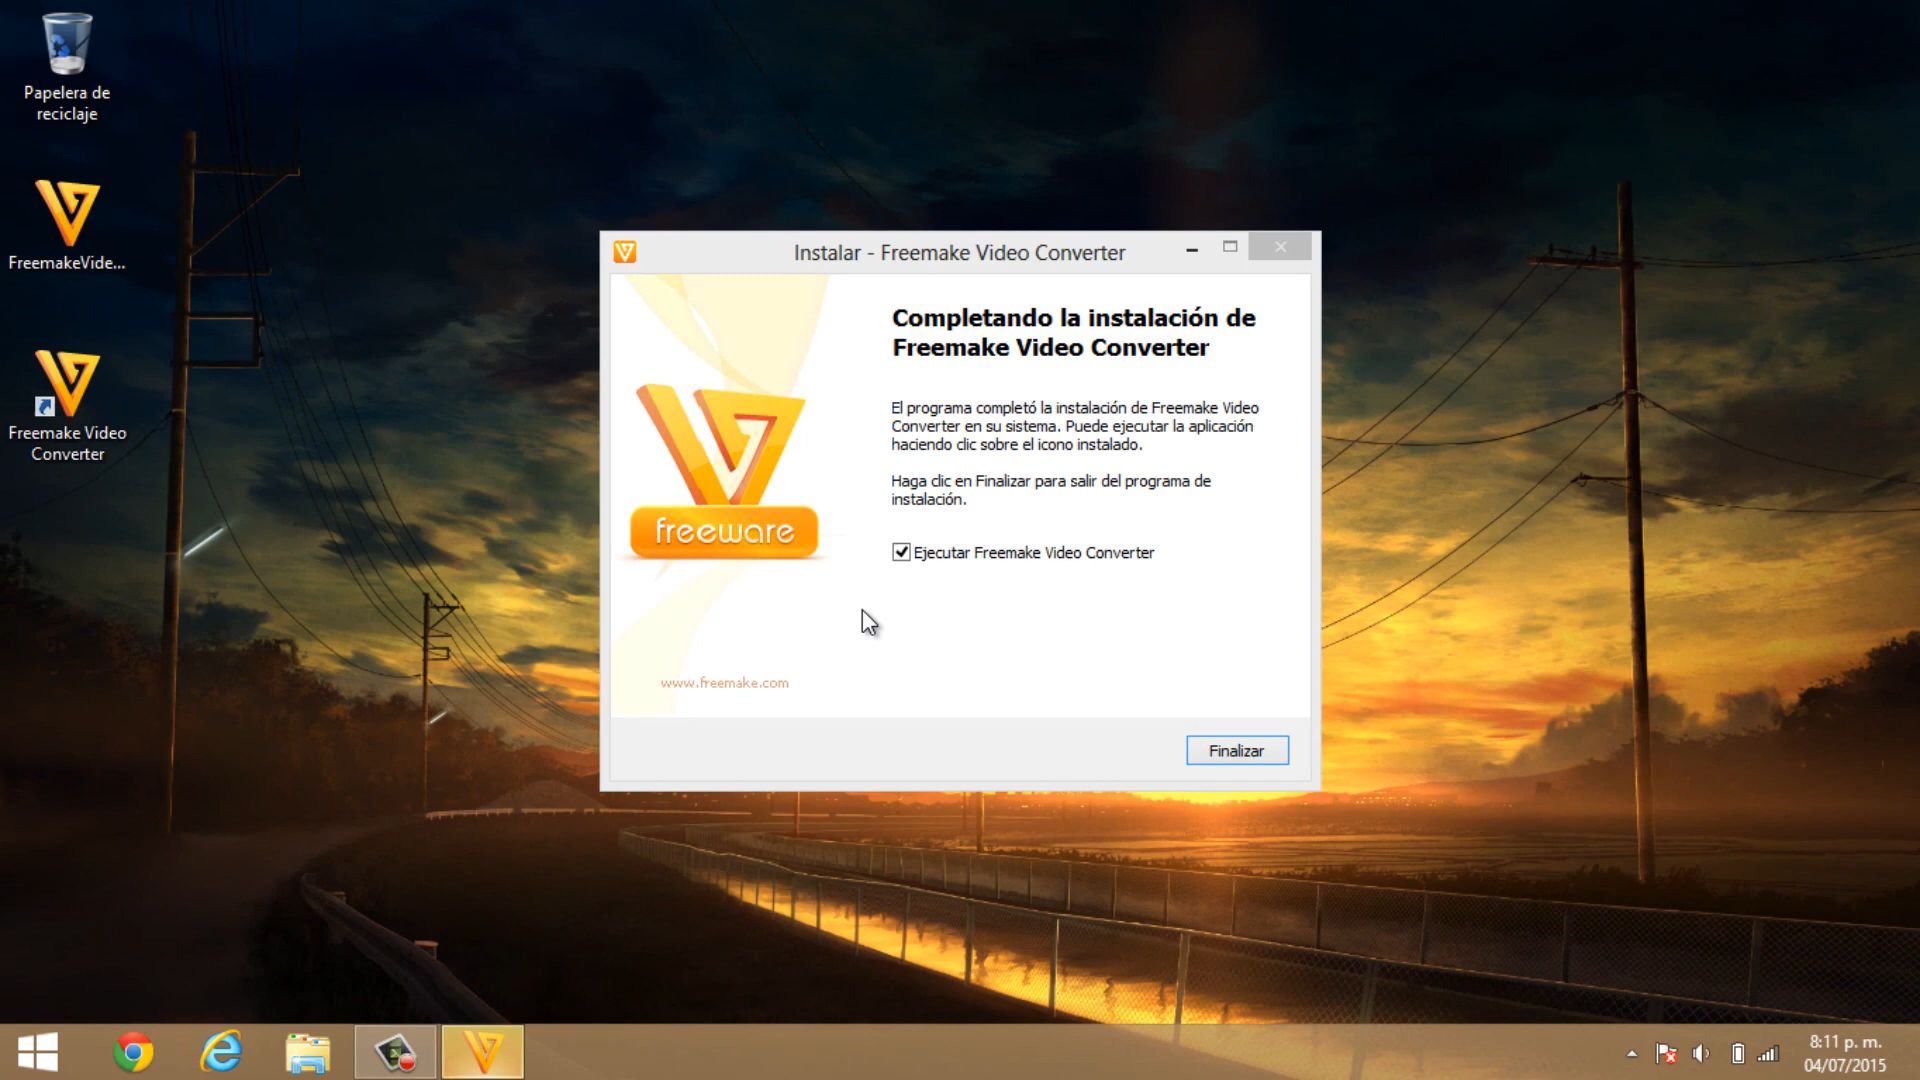 Papelera de
reciclaje
FreemakeVide...
Freemake Video
Converter
Instalar - Freemake Video Converter
Completando la instalación de
Freemake Video Converter
El programa completó la instalación de Freemake Video
Converter en su sistema. Puede ejecutar la aplicación
haciendo clic sobre el icono instalado.
Haga clic en Finalizar para salir del programa de
instalación.
Ejecutar Freemake Video Converter
freeware
www.freemake.com
Finalizar
8:11 p. m.
04/07/2015